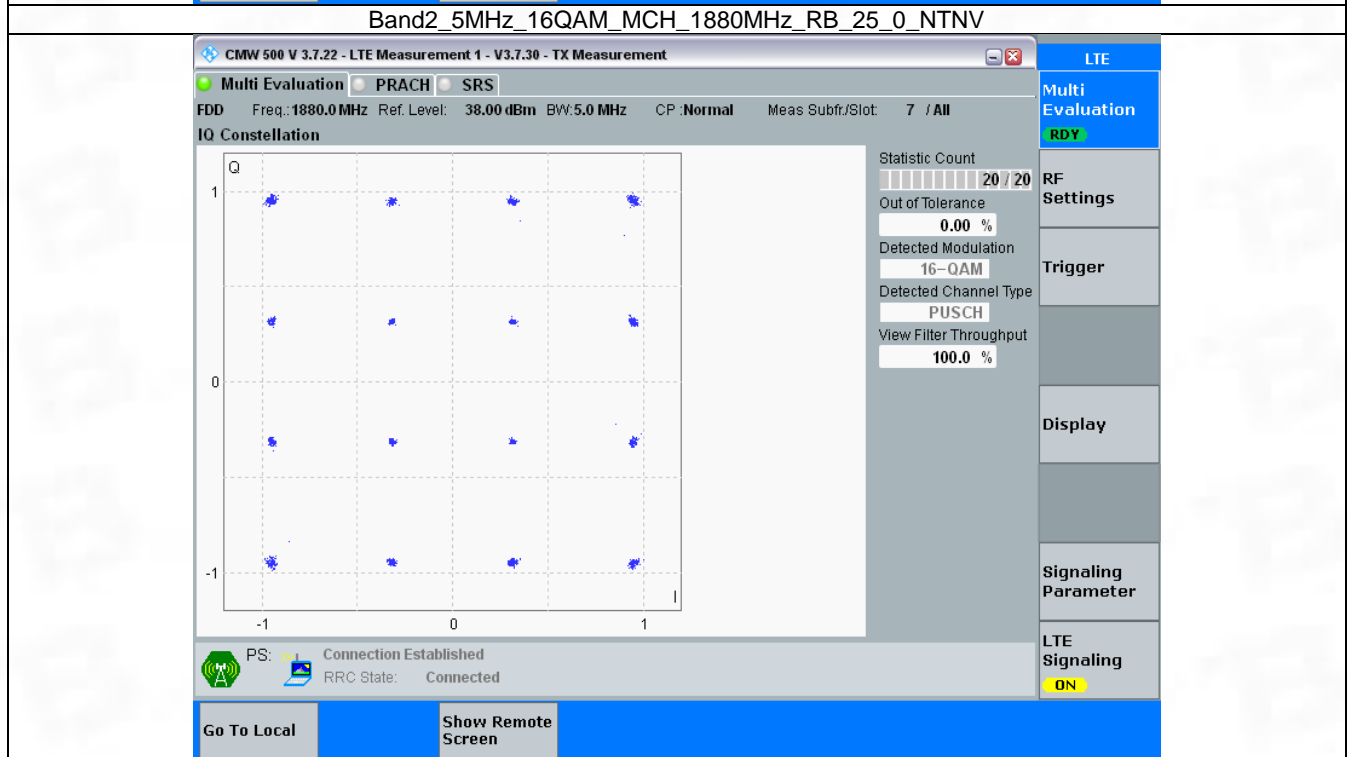 Band2_5MHz_16QAM_MCH_1880MHz_RB_25_0_NTNV
CMW 500 V 3.7.22 - LTE Measurement 1 - V3.7.30 - TX Measurement
LTE
Multi Evaluation PRACH SRS
Multi
Evaluation
RDY
FDD Freq.:1880.0 MHz Ref. Level: 38.00 dBm BW:5.0 MHz CP :Normal Meas Subfr./Slot: 7 / All
IQ Constellation
Q
1
0
-1
I
-1 0 1
Statistic Count
20 / 20
Out of Tolerance
0.00 %
Detected Modulation
16-QAM
Detected Channel Type
PUSCH
View Filter Throughput
100.0 %
RF
Settings
Trigger
Display
Signaling
Parameter
LTE
Signaling
ON
PS: Connection Established
RRC State: Connected
Go To Local
Show Remote
Screen